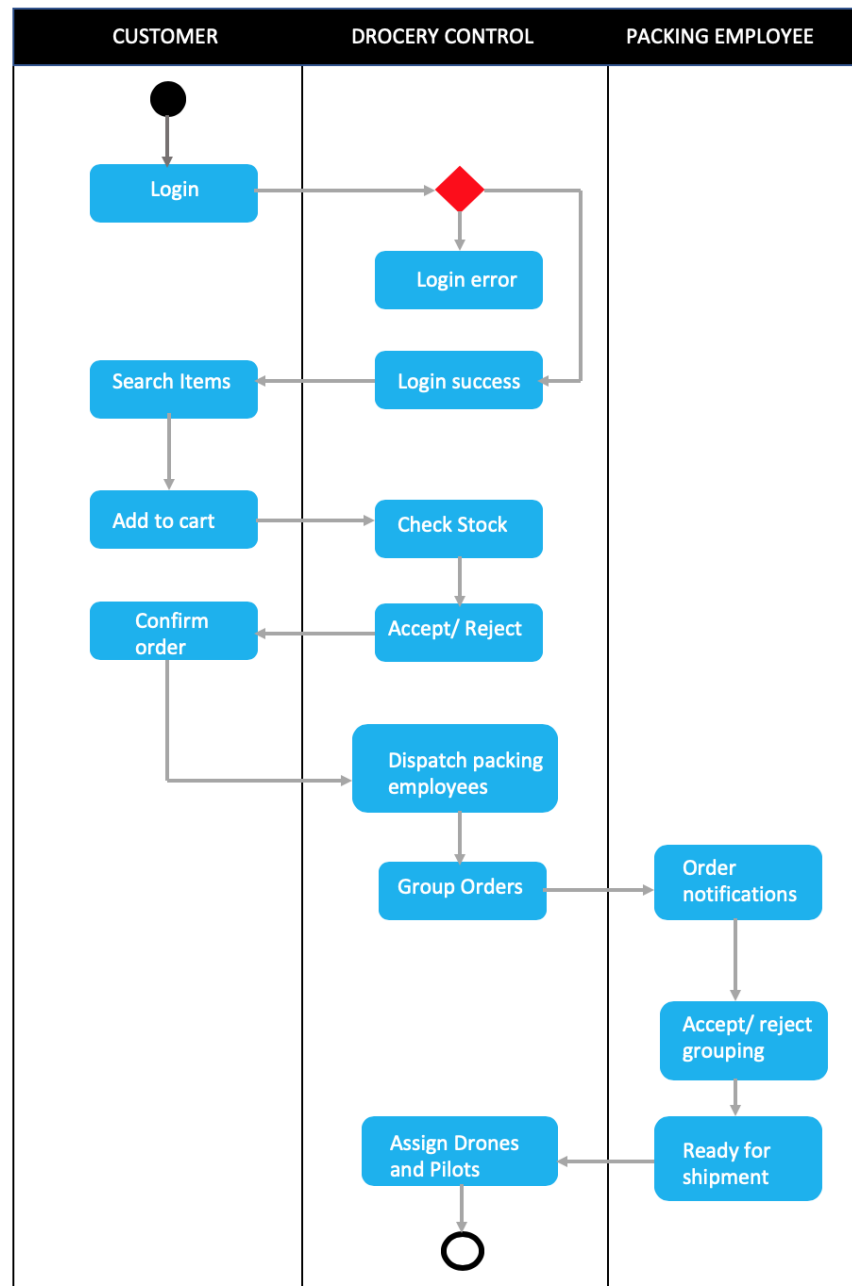 CUSTOMER
DROCERY CONTROL
PACKING EMPLOYEE
Login
Login error
Search Items
Login success
Add to cart
Check Stock
Confirm
order
Accept/ Reject
Dispatch packing
employees
Group Orders
Order
notifications
Accept/ reject
grouping
Assign Drones
and Pilots
Ready for
shipment